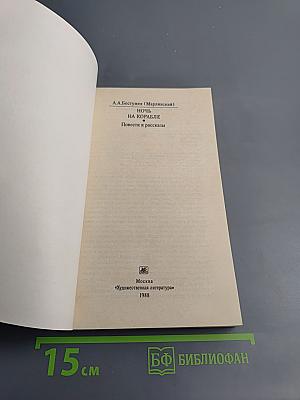 А.А.Бестужев (Марлинский)
НОЧЬ
НА КОРАБЛЕ
Повести и рассказы
Москва
«Художественная литература»
1988
15 см
БФ БИБЛИОФАН